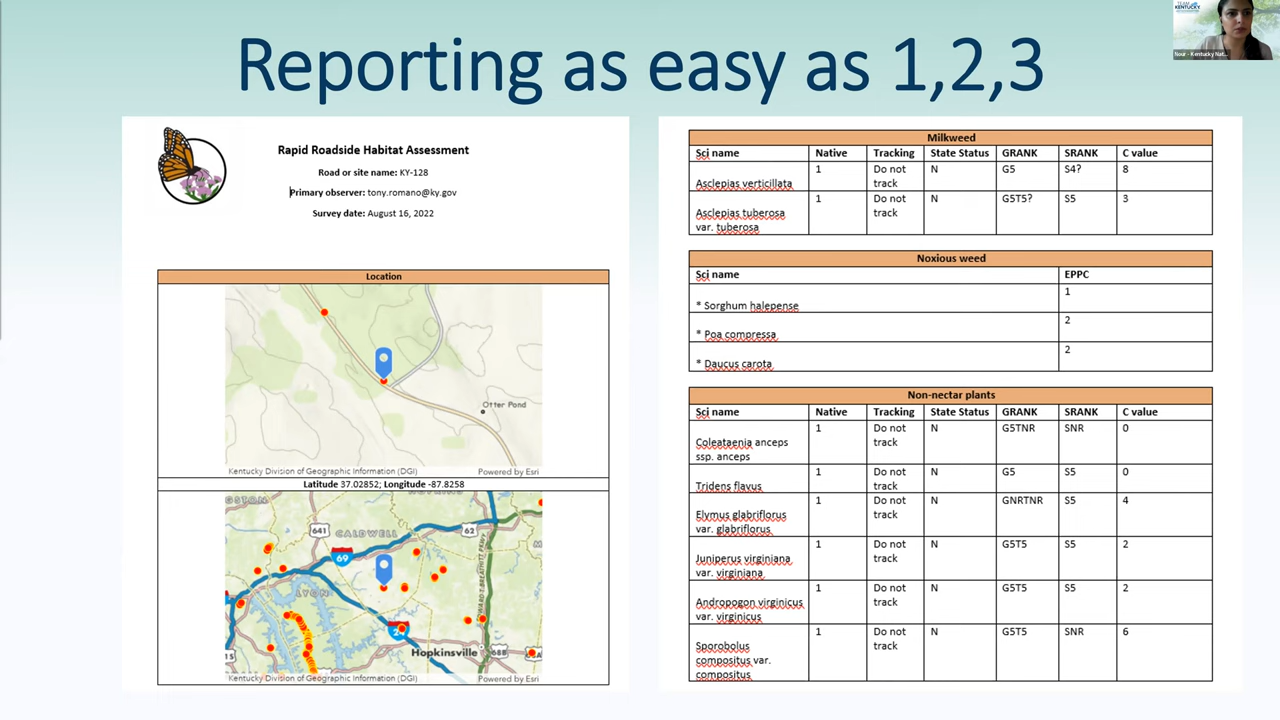 Reporting as easy as 1,2,3
TEAM
KENTUCKY
Nour - Kentucky Nat...
Rapid Roadside Habitat Assessment
Road or site name: KY-128
Primary observer: tony.romano@ky.gov
Survey date: August 16, 2022
Location
Otter Pond
Kentucky Division of Geographic Information (DGI) Powered by Esri
Latitude 37.02852; Longitude -87.8258
641
CALDWELL
62
69
LYON
EDWARD T BREATHITT PKWY
Hopkinsville
688
Kentucky Division of Geographic Information (DGI) Powered by Esri
Milkweed
Sci name Native Tracking State Status GRANK SRANK C value
Asclepias verticillata 1 Do not track N G5 S4? 8
Asclepias tuberosa var. tuberosa 1 Do not track N G5T5? S5 3
Noxious weed
Sci name EPPC
* Sorghum halepense 1
* Poa compressa 2
* Daucus carota 2
Non-nectar plants
Sci name Native Tracking State Status GRANK SRANK C value
Coleataenia anceps ssp. anceps 1 Do not track N G5TNR SNR 0
Tridens flavus 1 Do not track N G5 S5 0
Elymus glabriflorus var. glabriflorus 1 Do not track N GNRTNR S5 4
Juniperus virginiana var. virginiana 1 Do not track N G5T5 S5 2
Andropogon virginicus var. virginicus 1 Do not track N G5T5 S5 2
Sporobolus compositus var. compositus 1 Do not track N G5T5 SNR 6